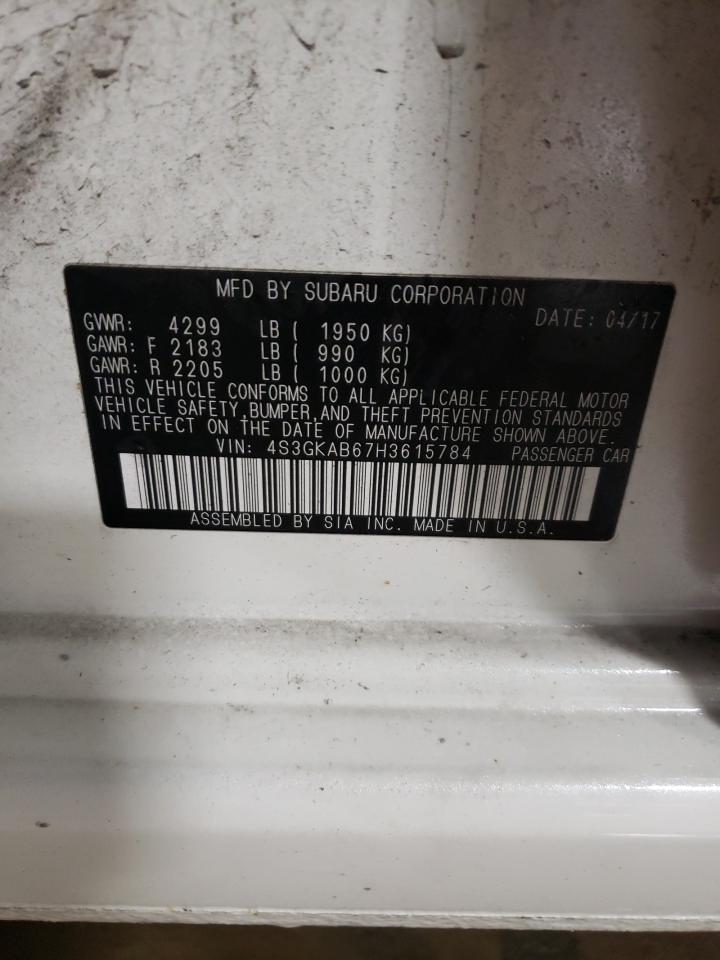 MFD BY SUBARU CORPORATION
DATE: 04/17
GVWR: 4299 LB ( 1950 KG)
GAWR: F 2183 LB ( 990 KG)
GAWR: R 2205 LB ( 1000 KG)
THIS VEHICLE CONFORMS TO ALL APPLICABLE FEDERAL MOTOR
VEHICLE SAFETY,BUMPER,AND THEFT PREVENTION STANDARDS
IN EFFECT ON THE DATE OF MANUFACTURE SHOWN ABOVE.
VIN: 4S3GKAB67H3615784 PASSENGER CAR
ASSEMBLED BY SIA INC. MADE IN U.S.A.